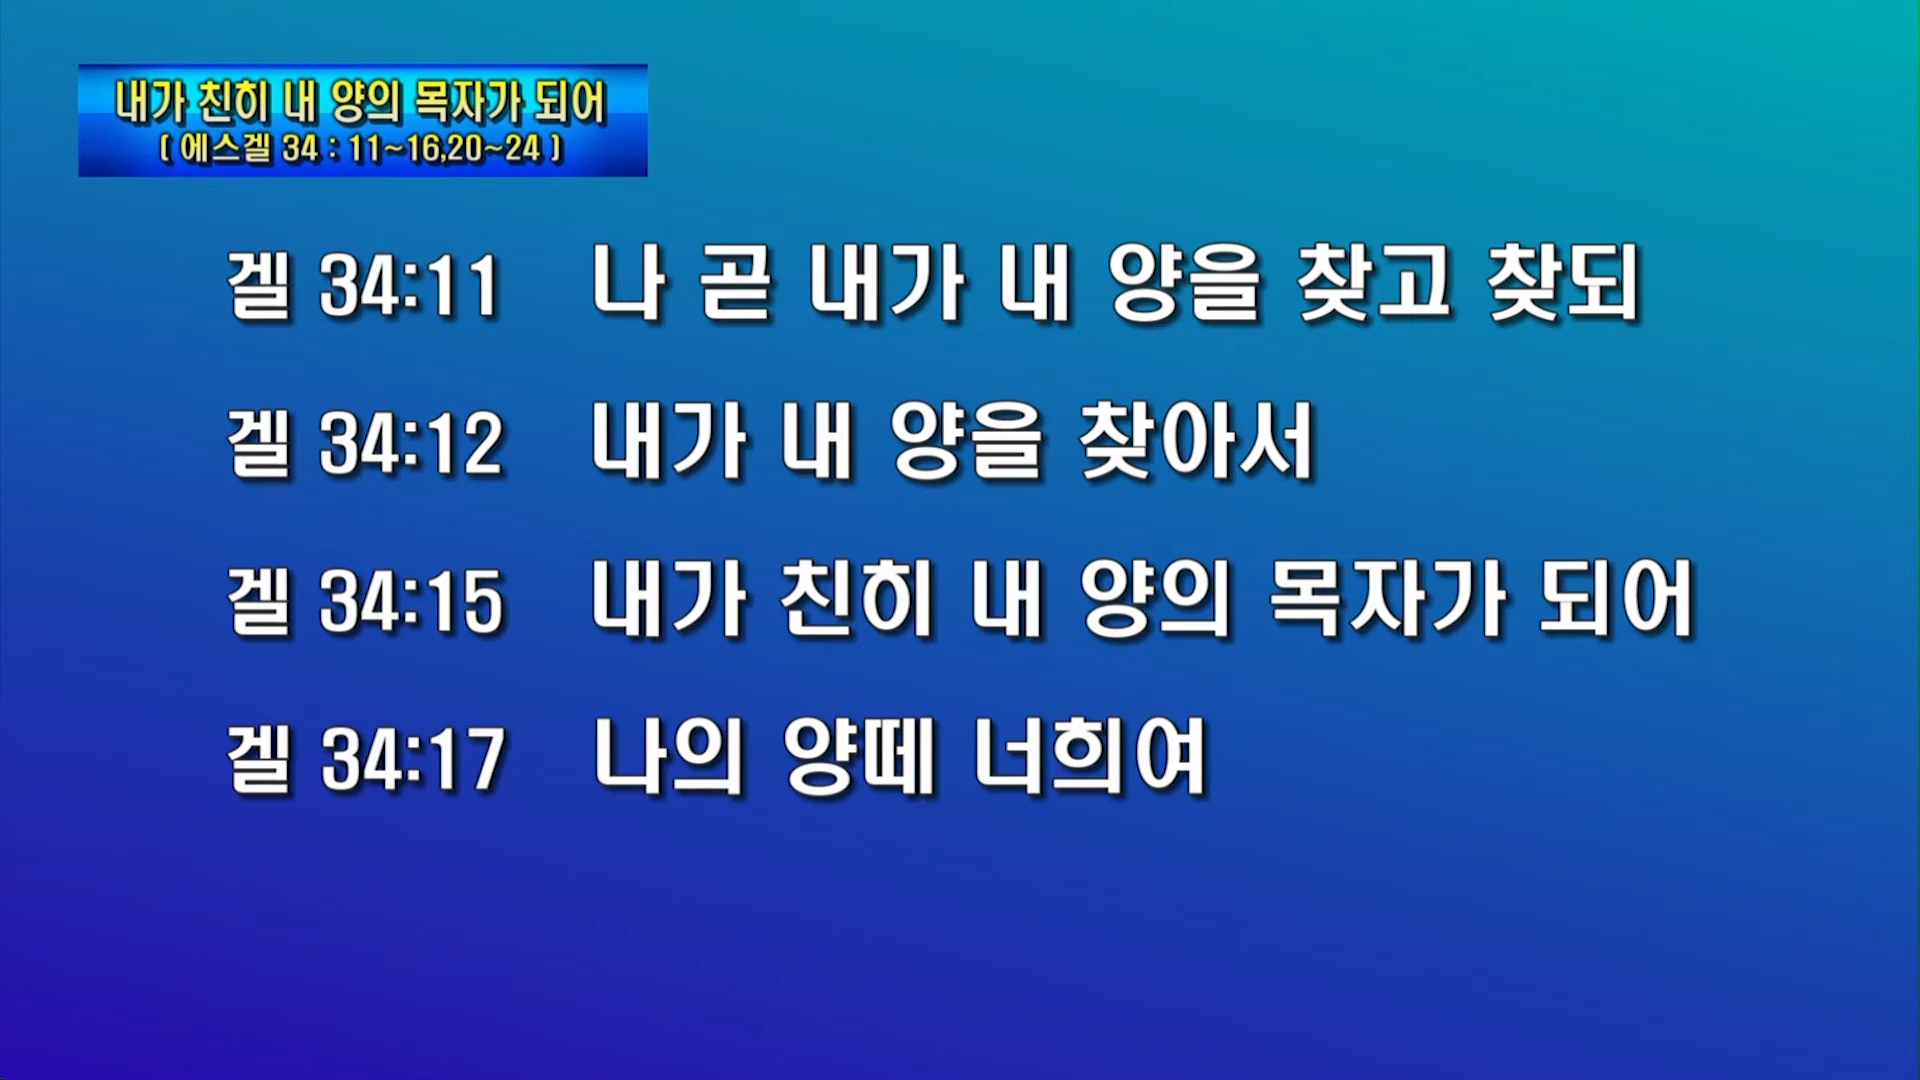 내가 친히 내 양의 목자가 되어
( 에스겔 34 : 11~16,20~24 )
겔 34:11 나 곧 내가 내 양을 찾고 찾되
겔 34:12 내가 내 양을 찾아서
겔 34:15 내가 친히 내 양의 목자가 되어
겔 34:17 나의 양떼 너희여